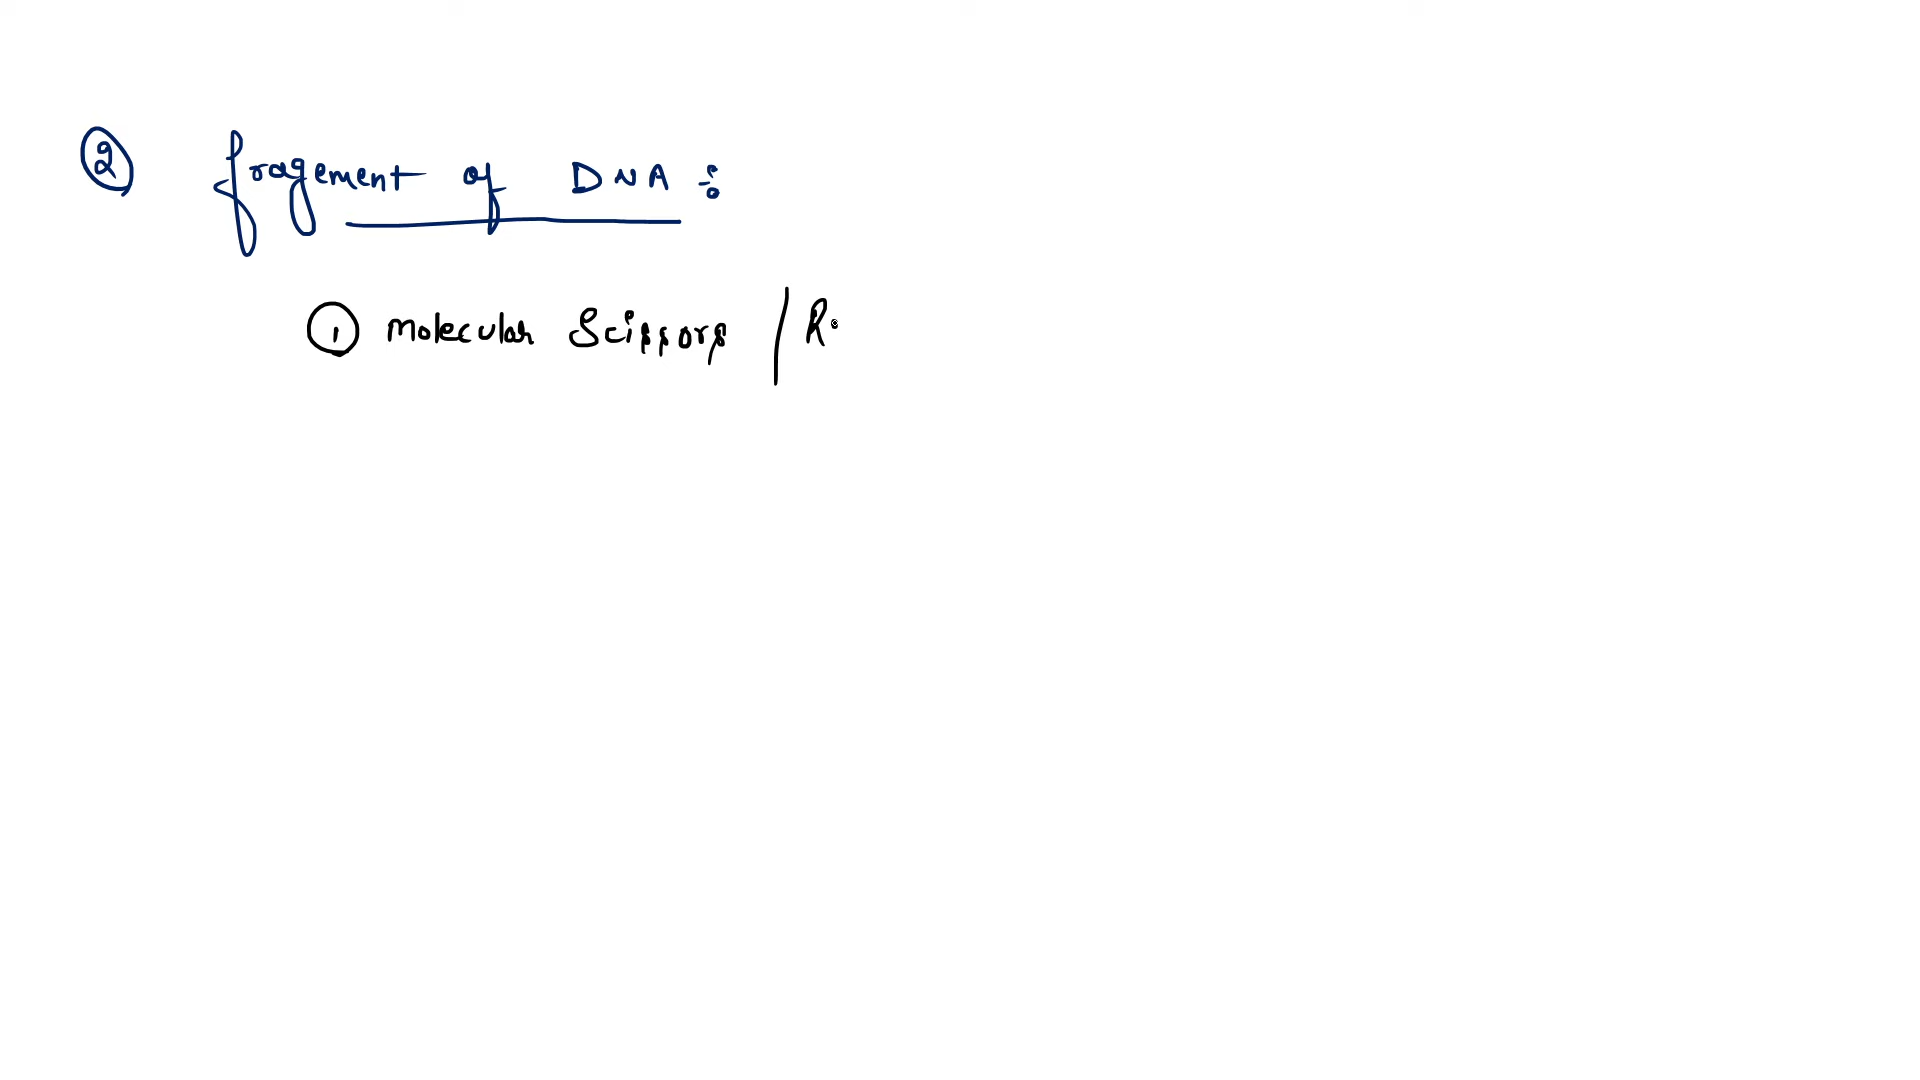 ② fragement of DNA :
① Molecular Scissors / R